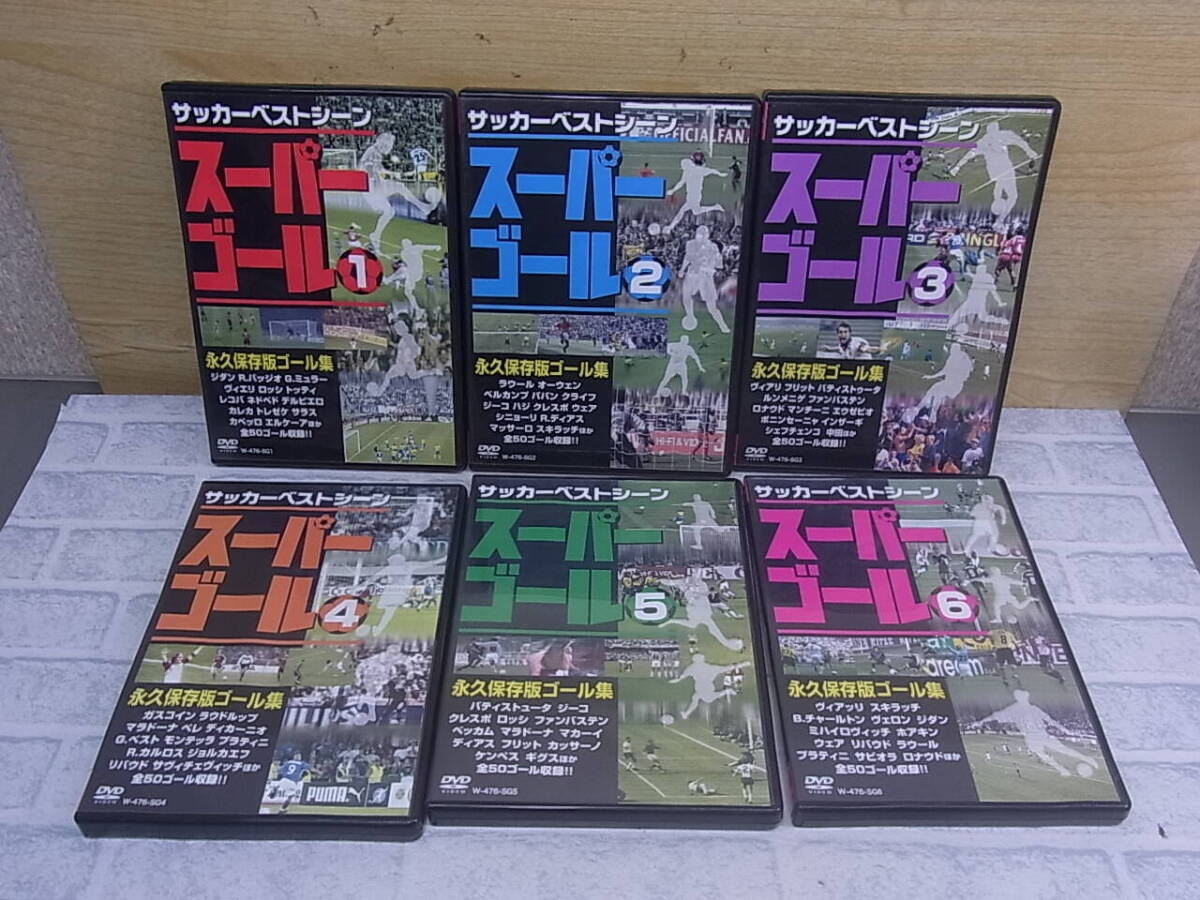 サッカーベストシーン
スーパー
ゴール1
永久保存版ゴール集
ジダン R.バッジオ G.ミュラー
ヴィエリ ロッシ トッティ
レコバ ネドベド デルピエロ
カレカ トレゼケ サラス
カペッロ エルケーアほか
全50ゴール収録!!
DVD
VIDEO
W-476-SG1
サッカーベストシーン
OFFICIAL FAN
スーパー
ゴール2
永久保存版ゴール集
ラウール オーウェン
ベルカンプ パパン クライフ
ジーコ ハジ クレスポ ウェア
シニョーリ R.ディアス
マッサーロ スキラッチほか
全50ゴール収録!!
HI-FI & VID
DVD
VIDEO
W-476-SG2
サッカーベストシーン
スーパー
ゴール3
永久保存版ゴール集
ヴィアリ フリット バティストゥータ
ルンメニゲ ファンバステン
ロナウド マンチーニ エウゼビオ
ボニンセーニャ インザーギ
シェフチェンコ 中田ほか
全50ゴール収録!!
DVD
VIDEO
W-476-SG3
サッカーベストシーン
スーパー
ゴール4
永久保存版ゴール集
ガスコイン ラウドルップ
マラドーナ ペレ ディカーニオ
G.ベスト モンテッラ プラティニ
R.カルロス ジョルカエフ
リバウド サヴィチェヴィッチほか
全50ゴール収録!!
PUMA
DVD
VIDEO
W-476-SG4
サッカーベストシーン
スーパー
ゴール5
永久保存版ゴール集
バティストゥータ ジーコ
クレスポ ロッシ ファンバステン
ベッカム マラドーナ マカーイ
ディアス フリット カッサーノ
ケンペス ギグスほか
全50ゴール収録!!
DVD
VIDEO
W-476-SG5
サッカーベストシーン
スーパー
ゴール6
永久保存版ゴール集
ヴィアッリ スキラッチ
B.チャールトン ヴェロン ジダン
ミハイロヴィッチ ホアキン
ウェア リバウド ラウール
プラティニ サビオラ ロナウドほか
全50ゴール収録!!
DVD
VIDEO
W-476-SG6